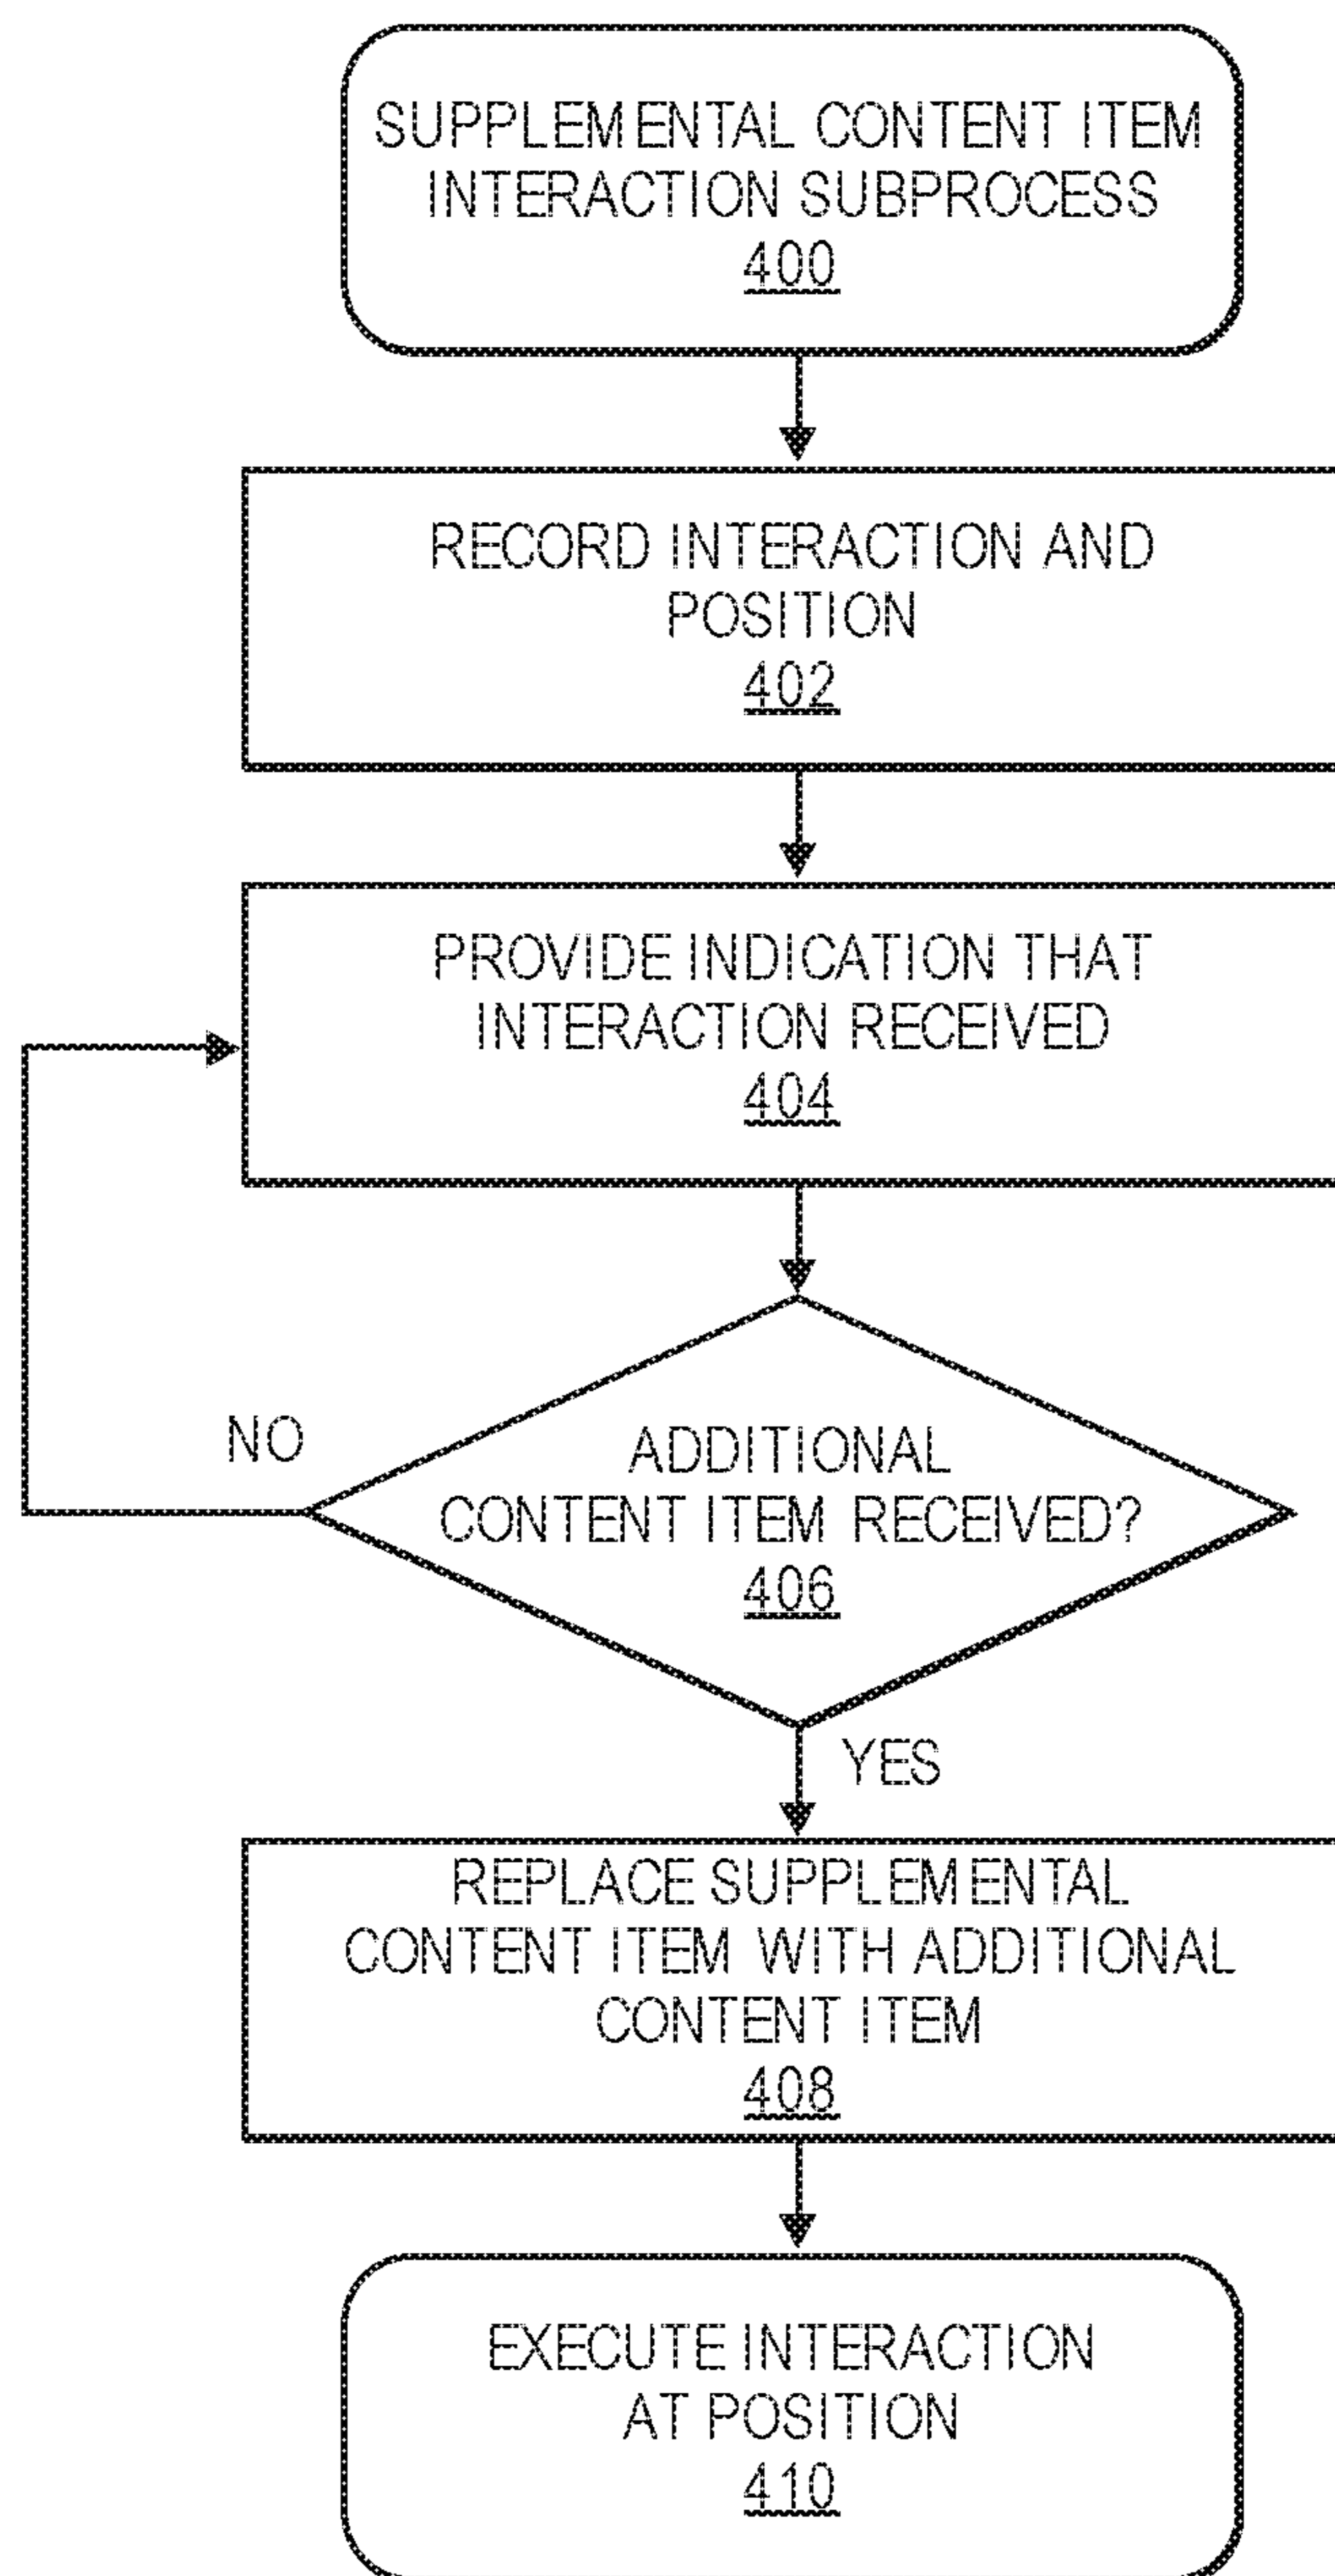 SUPPLEMENTAL CONTENT ITEM
INTERACTION SUBPROCESS
400
RECORD INTERACTION AND
POSITION
402
PROVIDE INDICATION THAT
INTERACTION RECEIVED
404
NO
ADDITIONAL
CONTENT ITEM RECEIVED?
406
YES
REPLACE SUPPLEMENTAL
CONTENT ITEM WITH ADDITIONAL
CONTENT ITEM
408
EXECUTE INTERACTION
AT POSITION
410